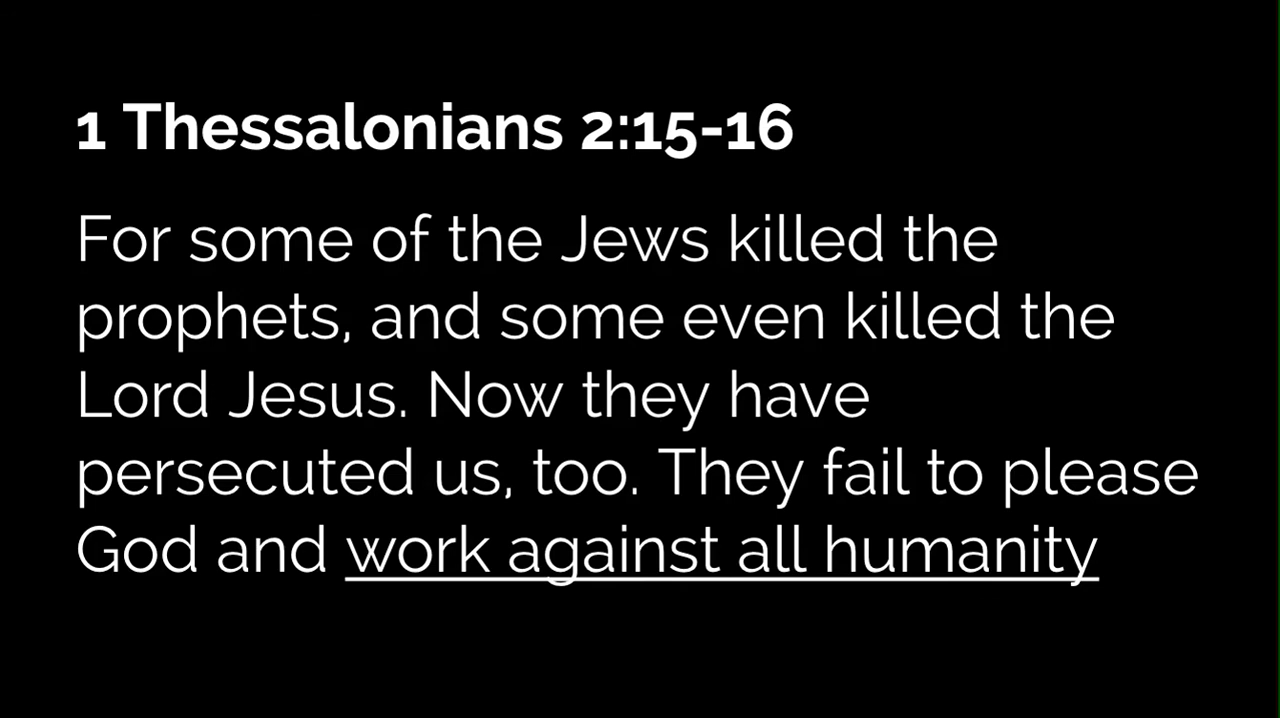 1 Thessalonians 2:15-16
For some of the Jews killed the
prophets, and some even killed the
Lord Jesus. Now they have
persecuted us, too. They fail to please
God and work against all humanity